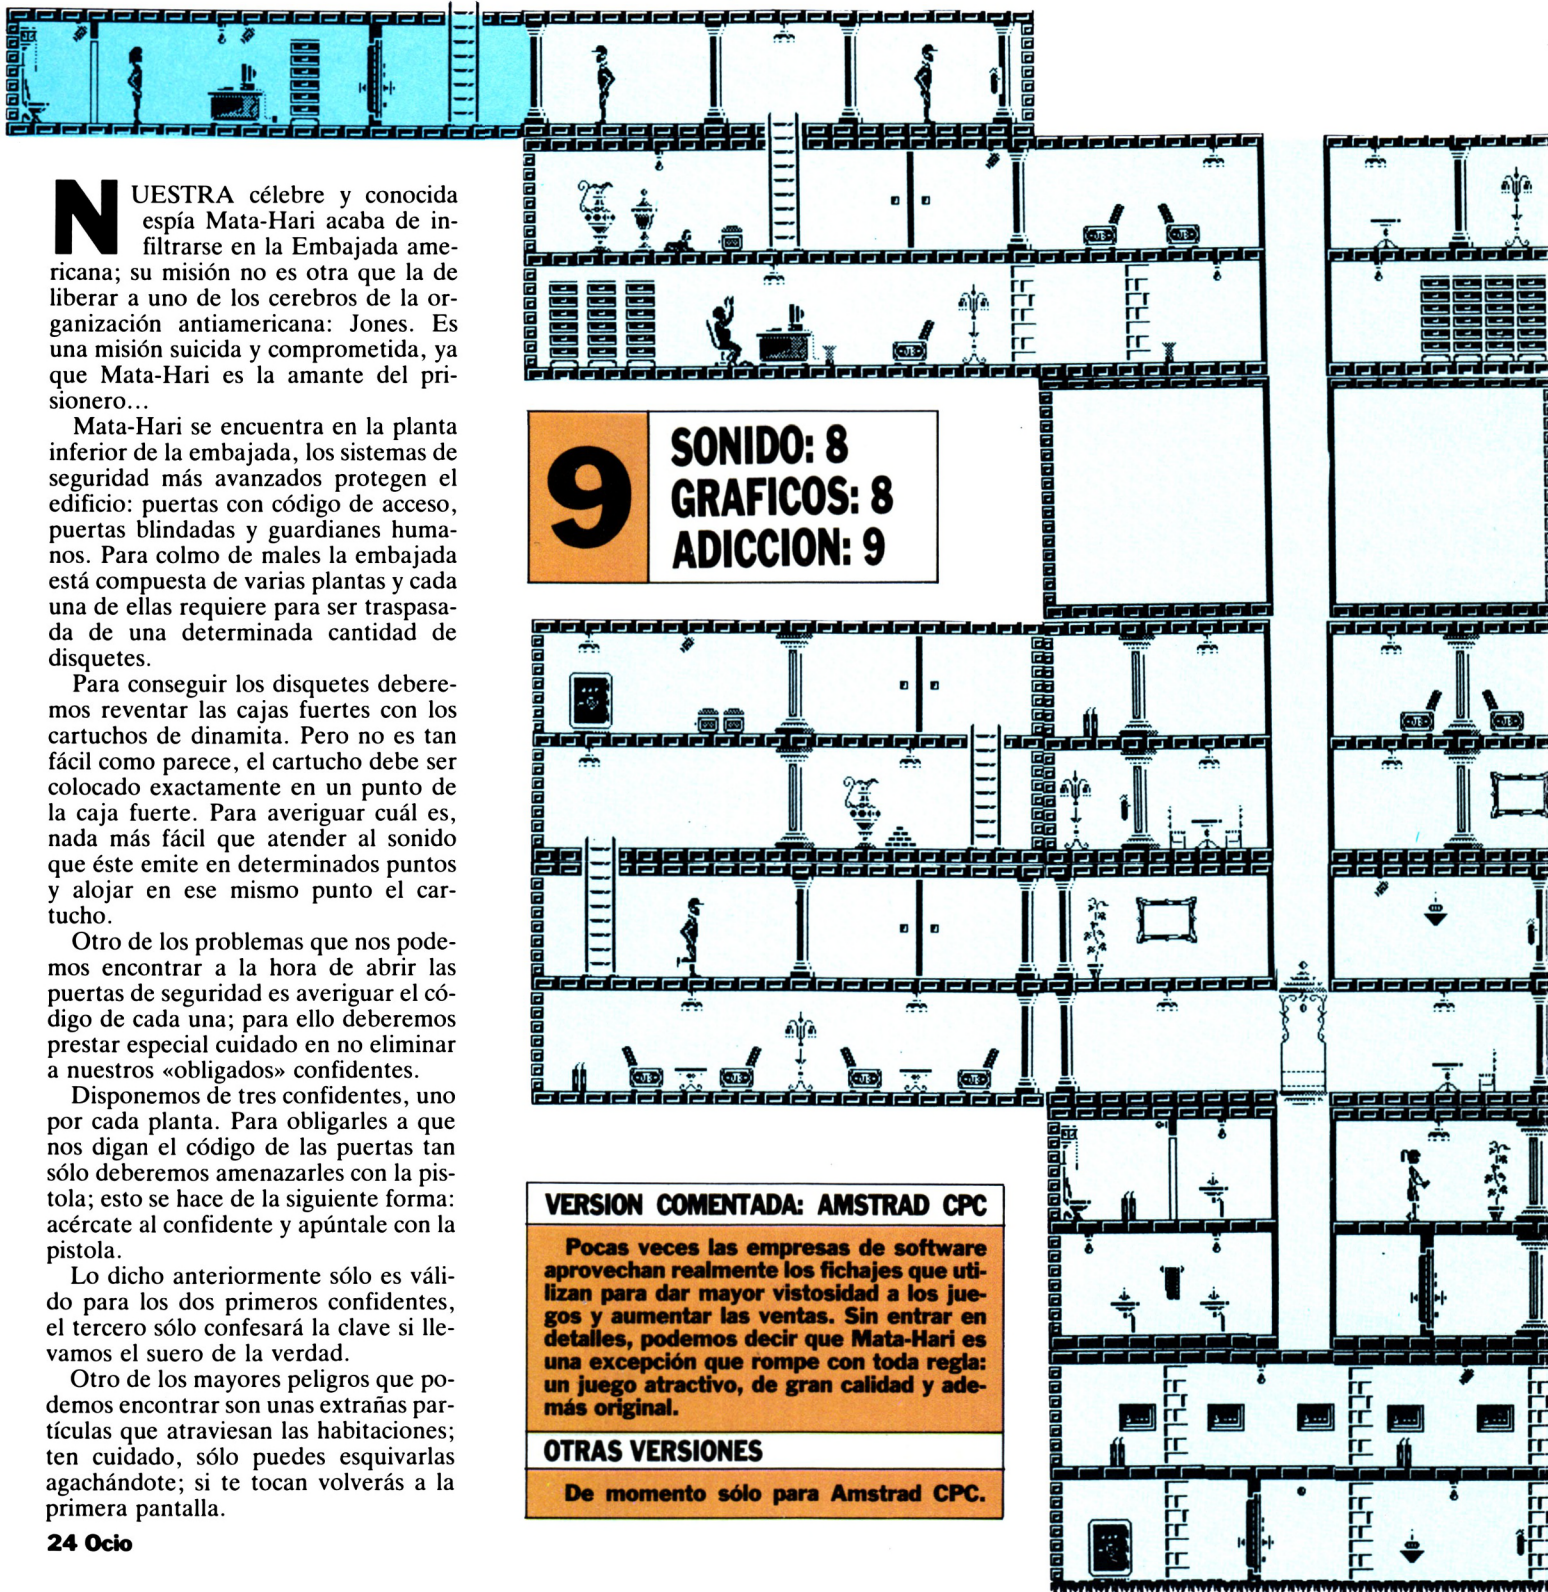 NUESTRA célebre y conocida
espía Mata-Hari acaba de in-
filtrarse en la Embajada ame-
ricana; su misión no es otra que la de
liberar a uno de los cerebros de la or-
ganización antiamericana: Jones. Es
una misión suicida y comprometida, ya
que Mata-Hari es la amante del pri-
sionero...
Mata-Hari se encuentra en la planta
inferior de la embajada, los sistemas de
seguridad más avanzados protegen el
edificio: puertas con código de acceso,
puertas blindadas y guardianes huma-
nos. Para colmo de males la embajada
está compuesta de varias plantas y cada
una de ellas requiere para ser traspasa-
da de una determinada cantidad de
disquetes.
Para conseguir los disquetes debere-
mos reventar las cajas fuertes con los
cartuchos de dinamita. Pero no es tan
fácil como parece, el cartucho debe ser
colocado exactamente en un punto de
la caja fuerte. Para averiguar cuál es,
nada más fácil que atender al sonido
que éste emite en determinados puntos
y alojar en ese mismo punto el car-
tucho.
Otro de los problemas que nos pode-
mos encontrar a la hora de abrir las
puertas de seguridad es averiguar el có-
digo de cada una; para ello deberemos
prestar especial cuidado en no eliminar
a nuestros «obligados» confidentes.
Disponemos de tres confidentes, uno
por cada planta. Para obligarles a que
nos digan el código de las puertas tan
sólo deberemos amenazarles con la pis-
tola; esto se hace de la siguiente forma:
acércate al confidente y apúntale con la
pistola.
Lo dicho anteriormente sólo es váli-
do para los dos primeros confidentes,
el tercero sólo confesará la clave si lle-
vamos el suero de la verdad.
Otro de los mayores peligros que po-
demos encontrar son unas extrañas par-
tículas que atraviesan las habitaciones;
ten cuidado, sólo puedes esquivarlas
agachándote; si te tocan volverás a la
primera pantalla.
24 Ocio
9
SONIDO: 8
GRAFICOS: 8
ADICCION: 9
VERSION COMENTADA: AMSTRAD CPC
Pocas veces las empresas de software
aprovechan realmente los fichajes que uti-
lizan para dar mayor vistosidad a los jue-
gos y aumentar las ventas. Sin entrar en
detalles, podemos decir que Mata-Hari es
una excepción que rompe con toda regla:
un juego atractivo, de gran calidad y ade-
más original.
OTRAS VERSIONES
De momento sólo para Amstrad CPC.